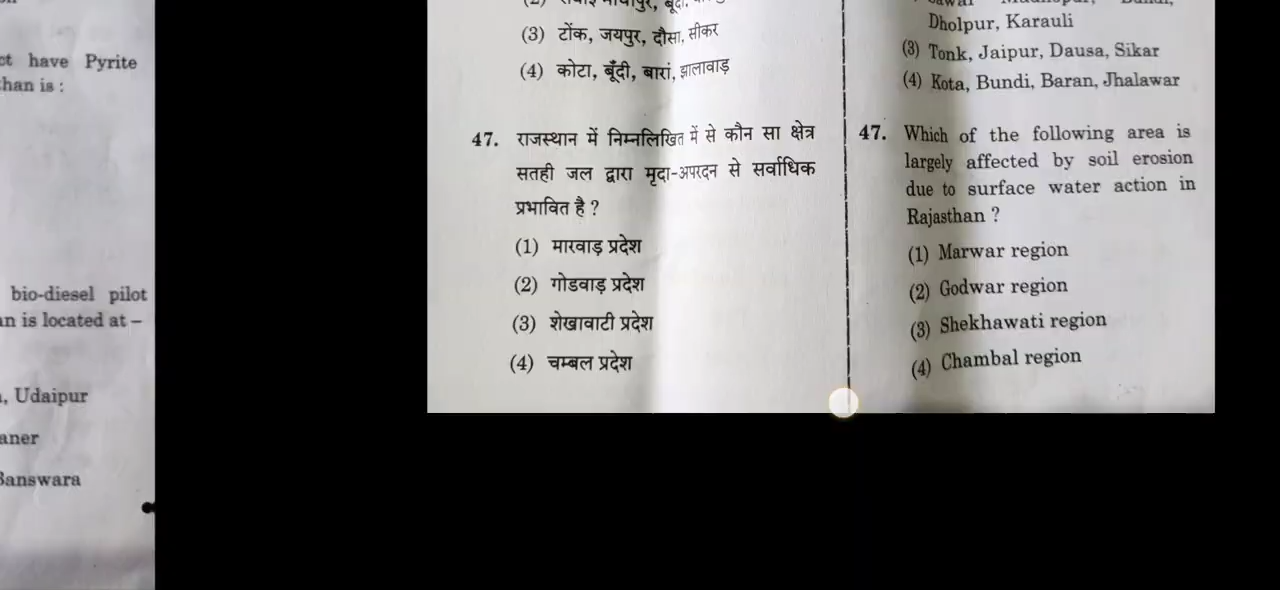 have Pyrite
is :
bio-diesel pilot
is located at –
Udaipur
(3) टोंक, जयपुर, दौसा, सीकर
(4) कोटा, बूँदी, बारां, झालावाड़
47. राजस्थान में निम्नलिखित में से कौन सा क्षेत्र
सतही जल द्वारा मृदा-अपरदन से सर्वाधिक
प्रभावित है ?
(1) मारवाड़ प्रदेश
(2) गोडवाड़ प्रदेश
(3) शेखावाटी प्रदेश
(4) चम्बल प्रदेश
Dholpur, Karauli
(3) Tonk, Jaipur, Dausa, Sikar
(4) Kota, Bundi, Baran, Jhalawar
47. Which of the following area is
largely affected by soil erosion
due to surface water action in
Rajasthan ?
(1) Marwar region
(2) Godwar region
(3) Shekhawati region
(4) Chambal region